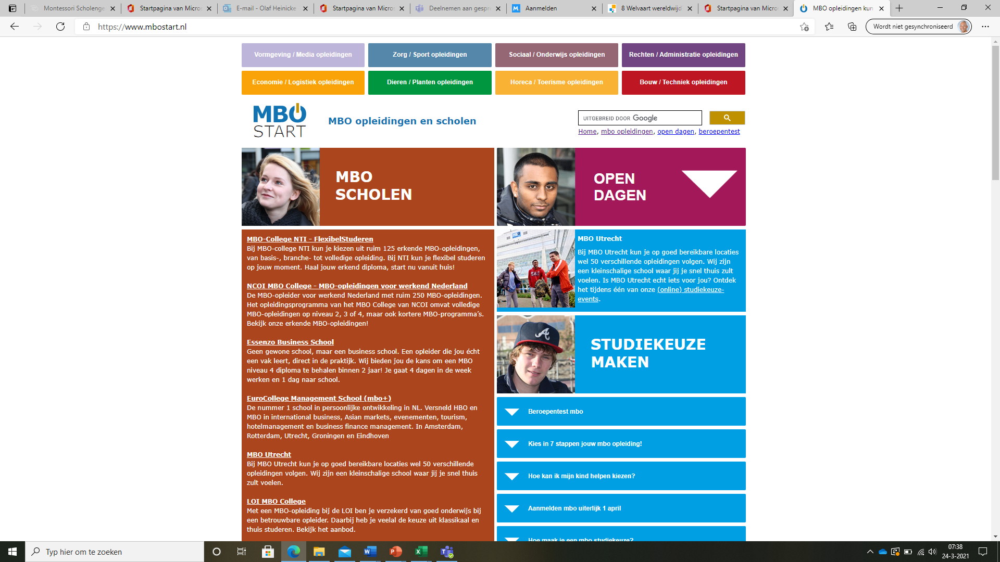 Montessori Scholenge
Startpagina van Micros
E-mail - Olaf Heinicke
Startpagina van Micros
Deelnemen aan gespr
Aanmelden
8 Welvaart wereldwijd
Startpagina van Micros
MBO opleidingen kun
https://www.mbostart.nl
Wordt niet gesynchroniseerd
Vormgeving / Media opleidingen
Zorg / Sport opleidingen
Sociaal / Onderwijs opleidingen
Rechten / Administratie opleidingen
Economie / Logistiek opleidingen
Dieren / Planten opleidingen
Horeca / Toerisme opleidingen
Bouw / Techniek opleidingen
MBO
START
MBO opleidingen en scholen
UITGEBREID DOOR Google
Home, mbo opleidingen, open dagen, beroepentest
MBO
SCHOLEN
OPEN
DAGEN
MBO-College NTI - FlexibelStuderen
Bij MBO-college NTI kun je kiezen uit ruim 125 erkende MBO-opleidingen,
van basis-, branche- tot volledige opleiding. Bij NTI kun je flexibel studeren
op jouw moment. Haal jouw erkend diploma, start nu vanuit huis!
NCOI MBO College - MBO-opleidingen voor werkend Nederland
De MBO-opleider voor werkend Nederland met ruim 250 MBO-opleidingen.
Het opleidingsprogramma van het MBO College van NCOI omvat volledige
MBO-opleidingen op niveau 2, 3 of 4, maar ook kortere MBO-programma's.
Bekijk onze erkende MBO-opleidingen!
Essenzo Business School
Geen gewone school, maar een business school. Een opleider die jou écht
een vak leert, direct in de praktijk. Wij bieden jou de kans om een MBO
niveau 4 diploma te behalen binnen 2 jaar! Je gaat 4 dagen in de week
werken en 1 dag naar school.
EuroCollege Management School (mbo+)
De nummer 1 school in persoonlijke ontwikkeling in NL. Versneld HBO en
MBO in international business, Asian markets, evenementen, tourism,
hotelmanagement en business finance management. In Amsterdam,
Rotterdam, Utrecht, Groningen en Eindhoven
MBO Utrecht
Bij MBO Utrecht kun je op goed bereikbare locaties wel 50 verschillende
opleidingen volgen. Wij zijn een kleinschalige school waar jij je snel thuis
zult voelen.
LOI MBO College
Met een MBO-opleiding bij de LOI ben je verzekerd van goed onderwijs bij
een betrouwbare opleider. Daarbij heb je veelal de keuze uit klassikaal en
thuis studeren. Bekijk het aanbod.
MBO Utrecht
Bij MBO Utrecht kun je op goed bereikbare locaties
wel 50 verschillende opleidingen volgen. Wij zijn
een kleinschalige school waar jij je snel thuis zult
voelen. Is MBO Utrecht echt iets voor jou? Ontdek
het tijdens één van onze (online) studiekeuze-
events.
STUDIEKEUZE
MAKEN
Beroepentest mbo
Kies in 7 stappen jouw mbo opleiding!
Hoe kan ik mijn kind helpen kiezen?
Aanmelden mbo uiterlijk 1 april
Hoe maak je een mbo studiekeuze?
Typ hier om te zoeken
07:38
24-3-2021